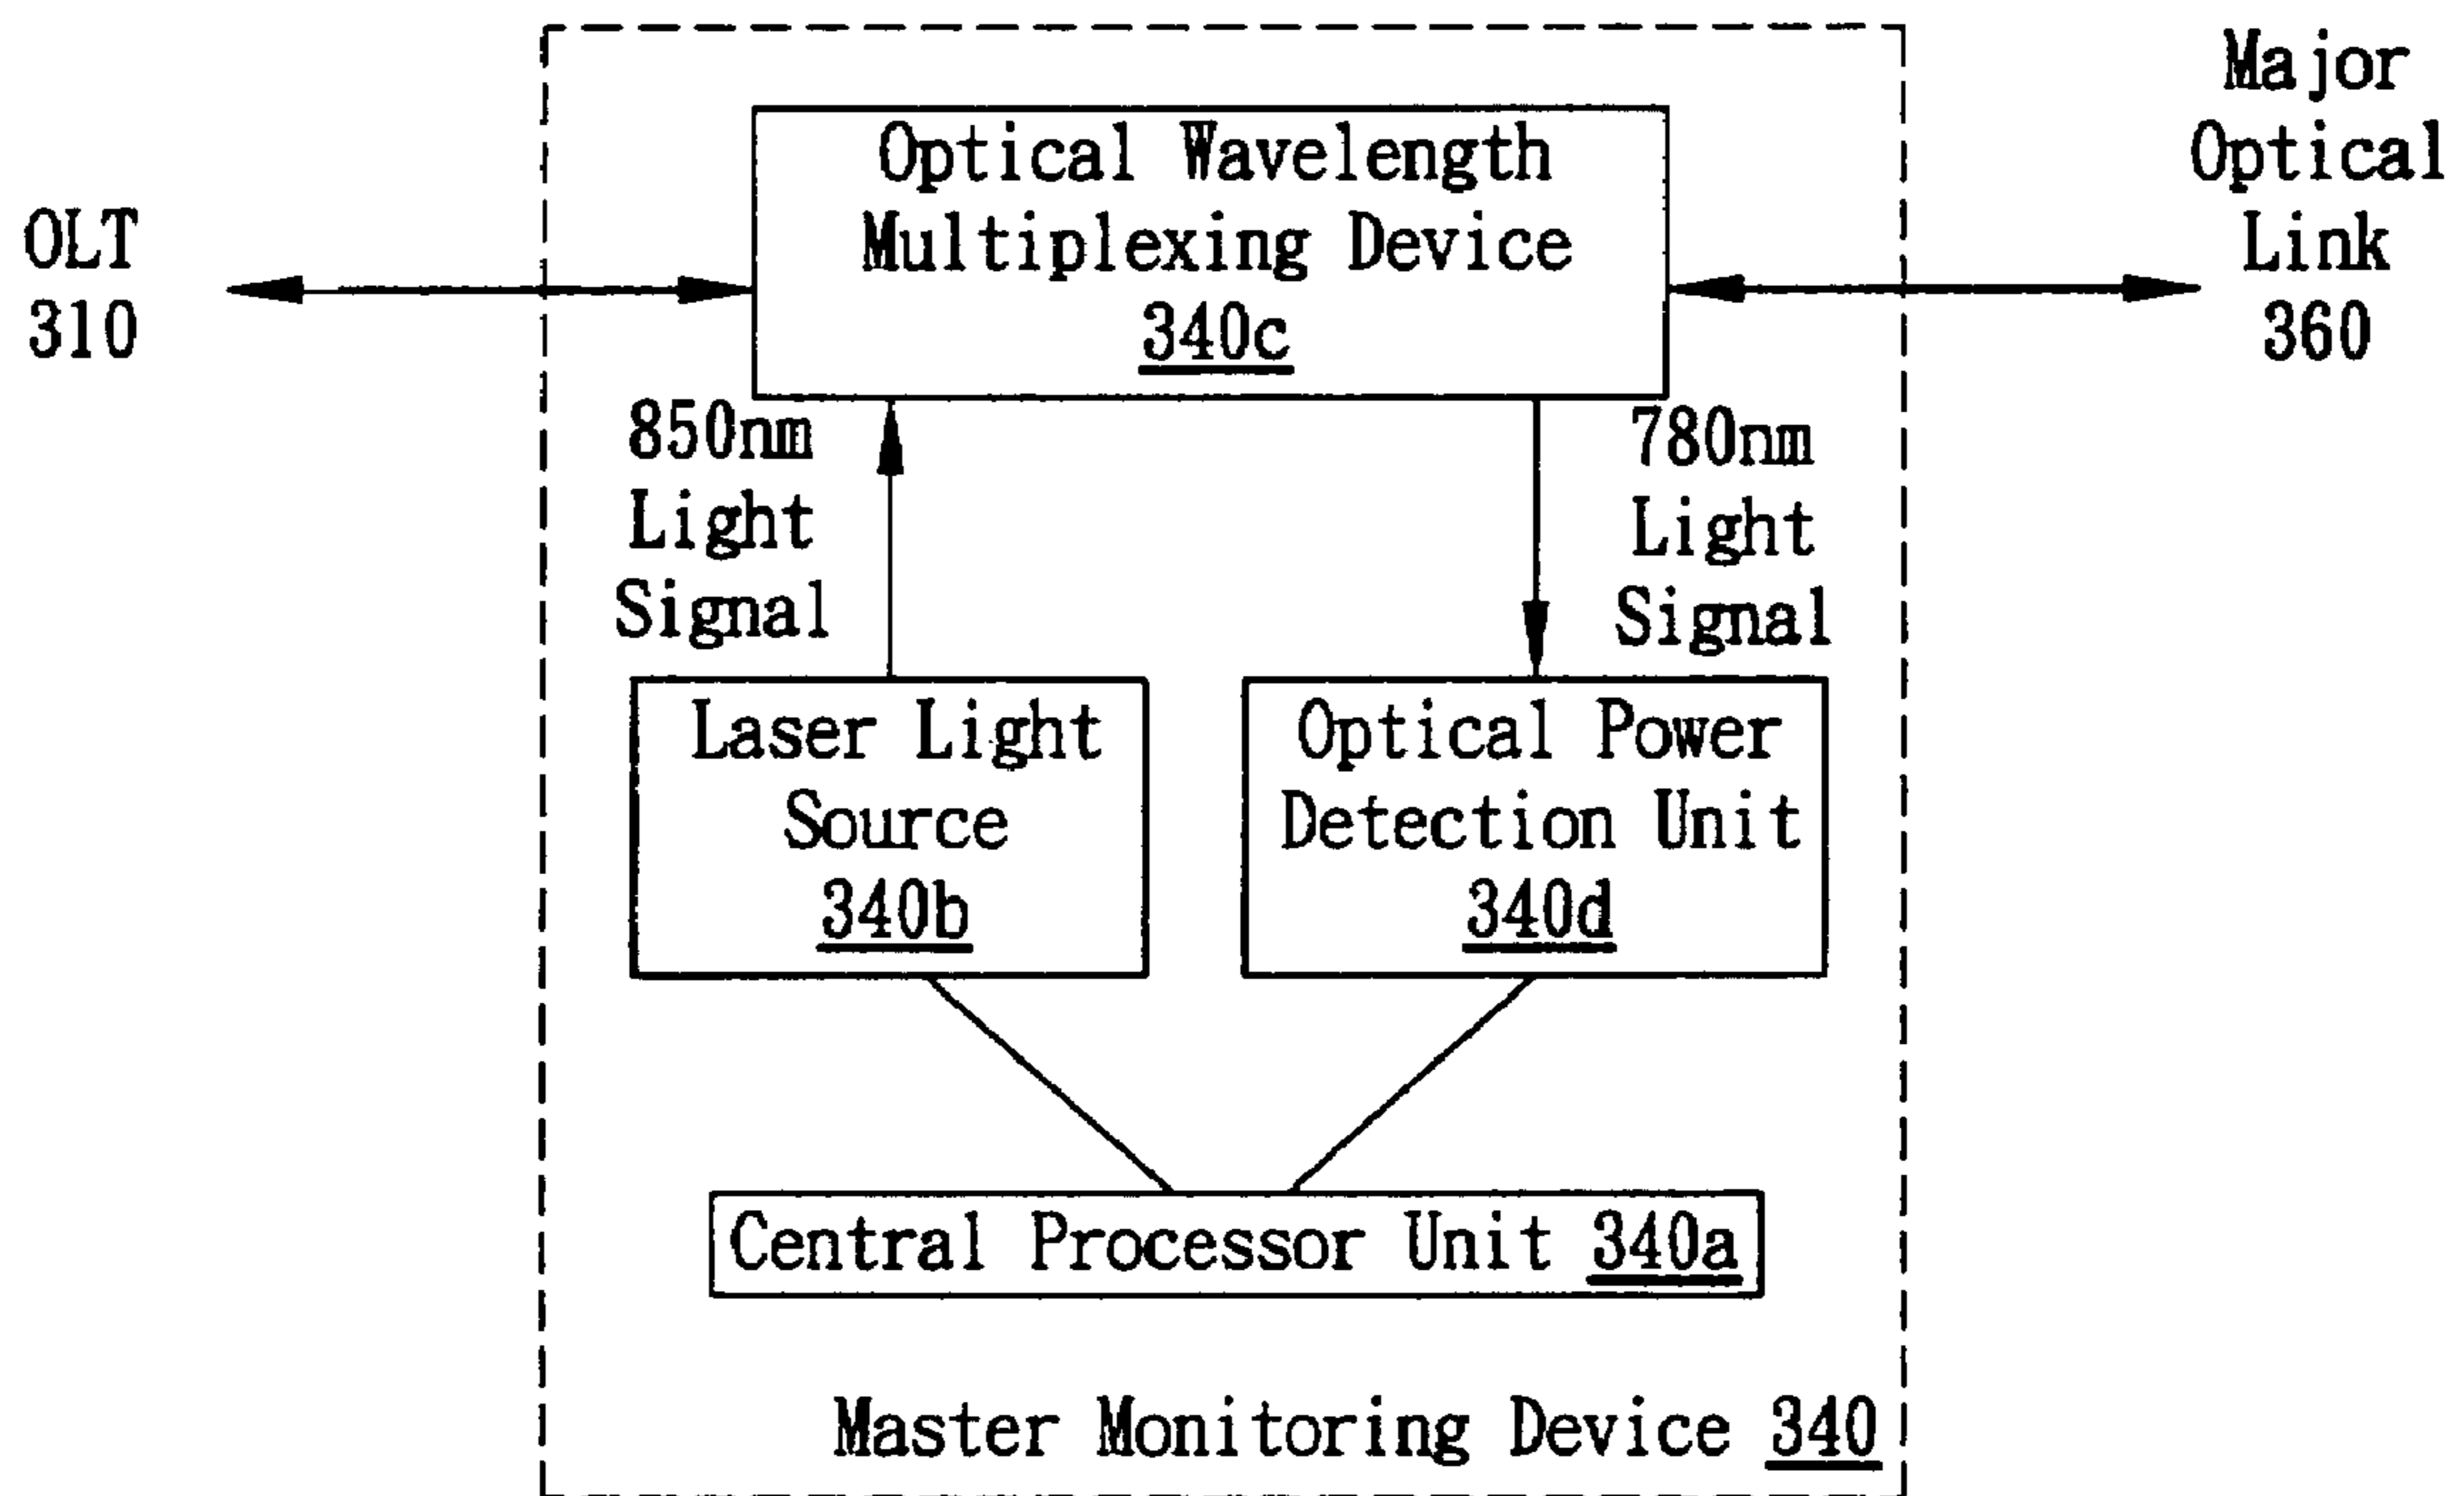 Major
Optical
Link
360
OLT
310
Optical Wavelength
Multiplexing Device
340c
850nm
Light
Signal
780nm
Light
Signal
Laser Light
Source
340b
Optical Power
Detection Unit
340d
Central Processor Unit 340a
Master Monitoring Device 340